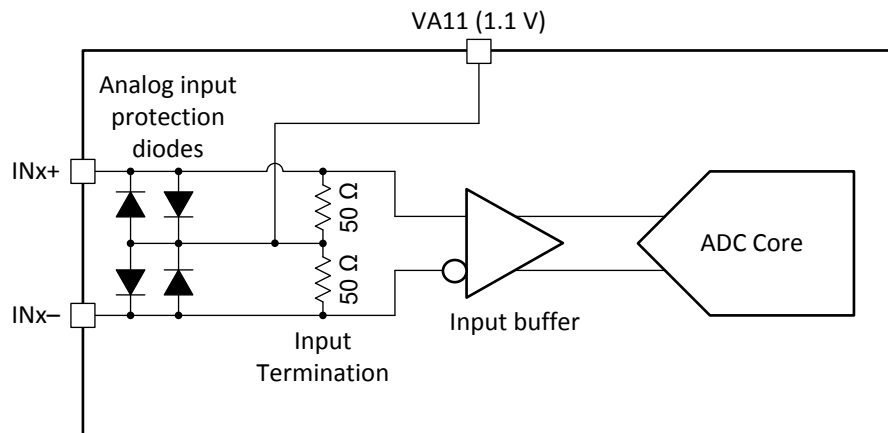 VA11 (1.1 V)
Analog input
protection
diodes
INx+
50 Ω
50 Ω
ADC Core
INx–
Input buffer
Input
Termination